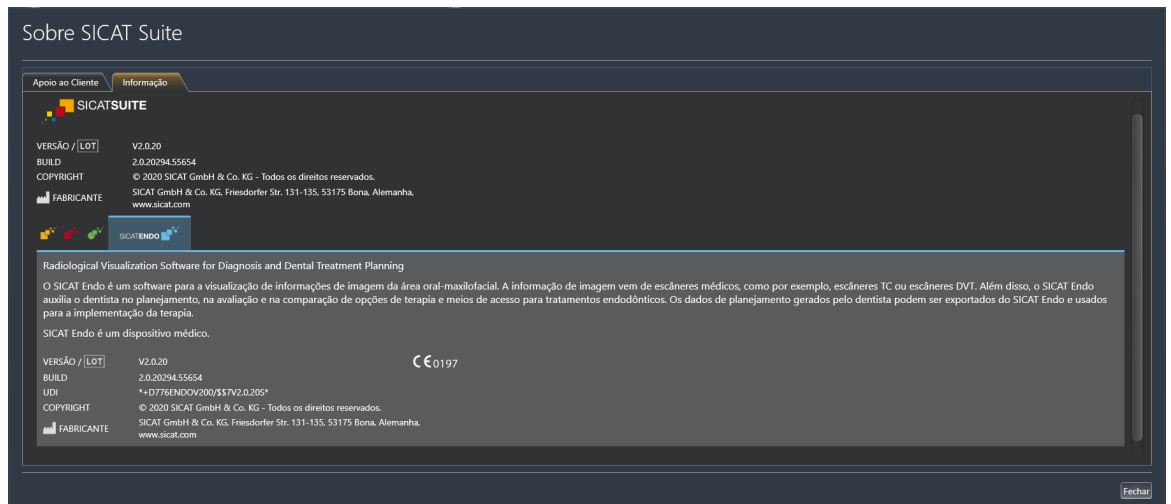 Sobre SICAT Suite
Apoio ao Cliente
Informação
SICATSUITE
VERSÃO / LOT V2.0.20
BUILD 2.0.20294.55654
COPYRIGHT © 2020 SICAT GmbH & Co. KG - Todos os direitos reservados.
FABRICANTE SICAT GmbH & Co. KG, Friesdorfer Str. 131-135, 53175 Bona, Alemanha,
www.sicat.com
SICATENDO
Radiological Visualization Software for Diagnosis and Dental Treatment Planning
O SICAT Endo é um software para a visualização de informações de imagem da área oral-maxilofacial. A informação de imagem vem de escâneres médicos, como por exemplo, escâneres TC ou escâneres DVT. Além disso, o SICAT Endo
auxilia o dentista no planejamento, na avaliação e na comparação de opções de terapia e meios de acesso para tratamentos endodônticos. Os dados de planejamento gerados pelo dentista podem ser exportados do SICAT Endo e usados
para a implementação da terapia.
SICAT Endo é um dispositivo médico.
VERSÃO / LOT V2.0.20 CE0197
BUILD 2.0.20294.55654
UDI *+D776ENDOV200/$$7V2.0.20S*
COPYRIGHT © 2020 SICAT GmbH & Co. KG - Todos os direitos reservados.
FABRICANTE SICAT GmbH & Co. KG, Friesdorfer Str. 131-135, 53175 Bona, Alemanha,
www.sicat.com
Fechar